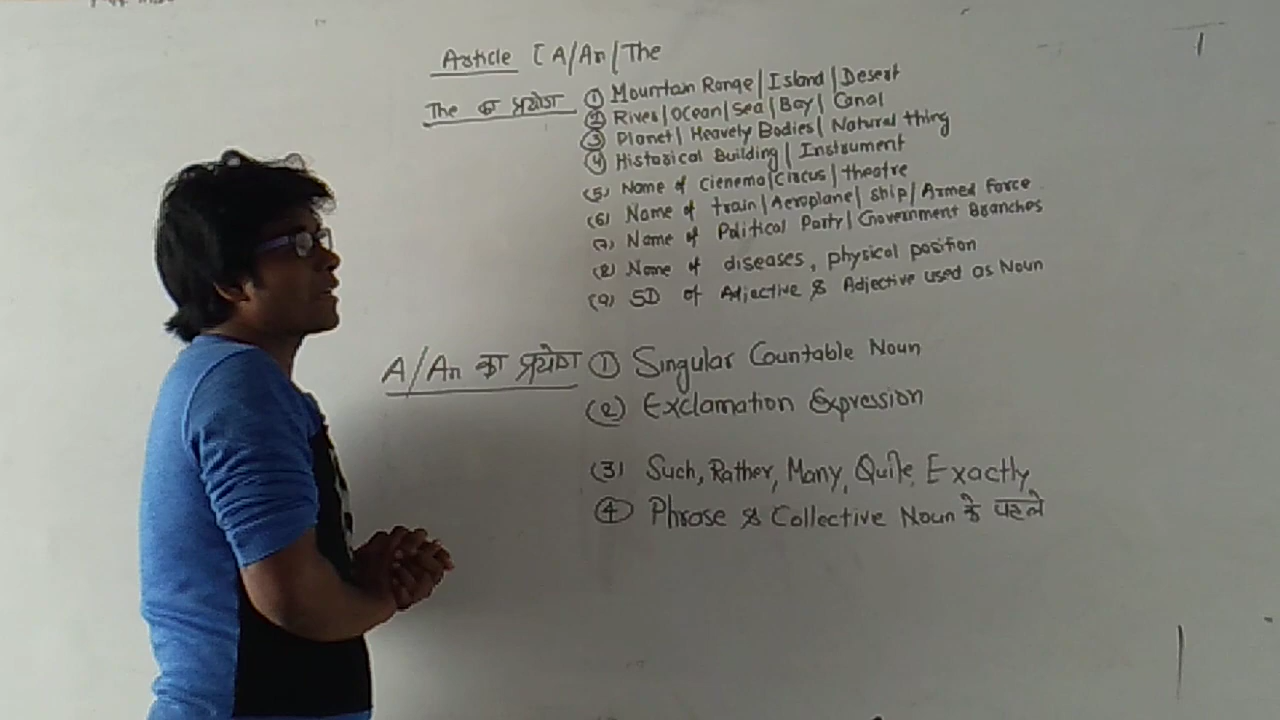 Article [A/An/The
The का प्रयोग ① Mountain Range/Island/Desert
② River/Ocean/Sea/Bay/Canal
③ Planet/Heavely Bodies/Natural thing
④ Historical Building/Instrument
(5) Name of Cienema/Circus/theatre
(6) Name of train/Aeroplane/ship/Armed force
(7) Name of Political Party/Government Branches
(8) Name of diseases, physical position
(9) SD of Adjective & Adjective used as Noun
A/An का प्रयोग ① Singular Countable Noun
(2) Exclamation Expression
(3) Such, Rather, Many, Quite, Exactly
④ Phrase & Collective Noun के पहले